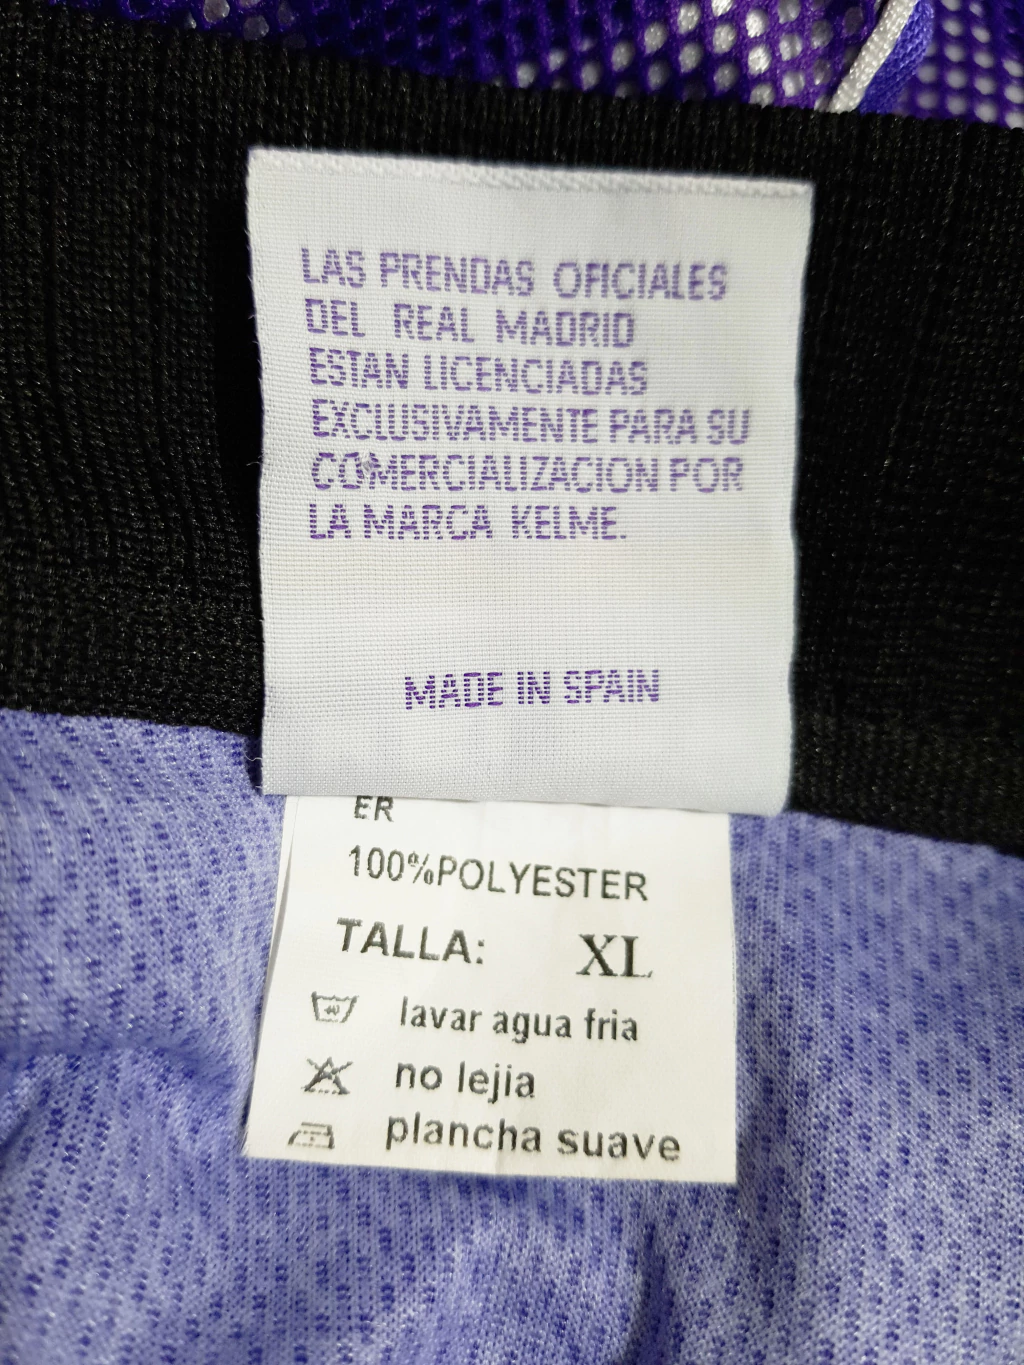 LAS PRENDAS OFICIALES
DEL REAL MADRID
ESTAN LICENCIADAS
EXCLUSIVAMENTE PARA SU
COMERCIALIZACION POR
LA MARCA KELME.
MADE IN SPAIN
ER
100%POLYESTER
TALLA: XL
40 lavar agua fria
no lejia
plancha suave